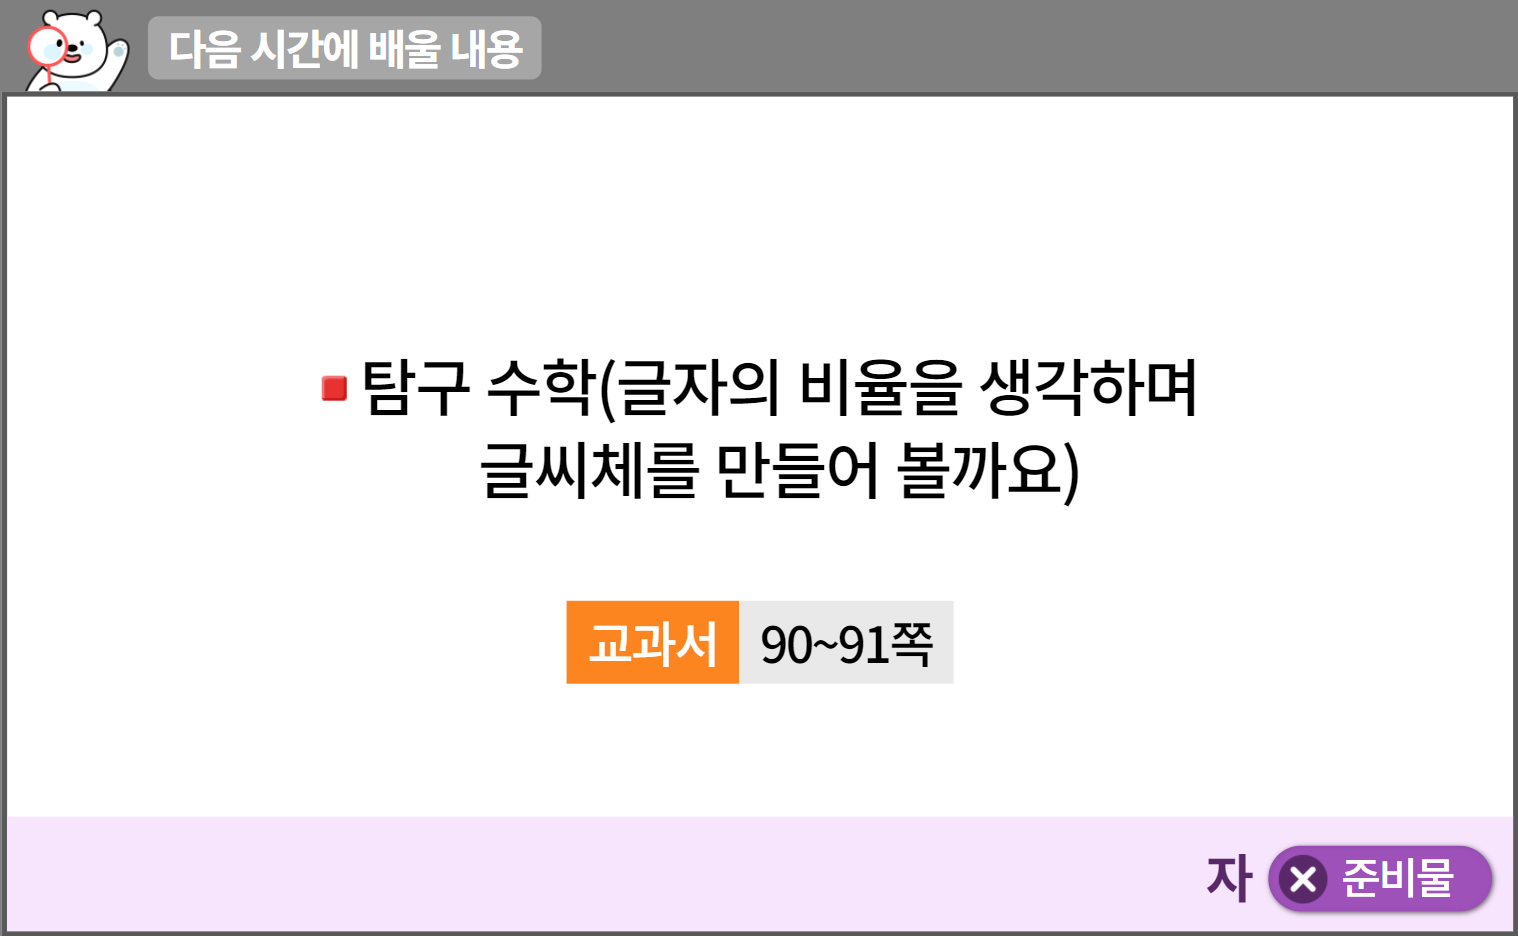 다음 시간에 배울 내용
탐구 수학(글자의 비율을 생각하며
글씨체를 만들어 볼까요)
교과서 90~91쪽
자 준비물